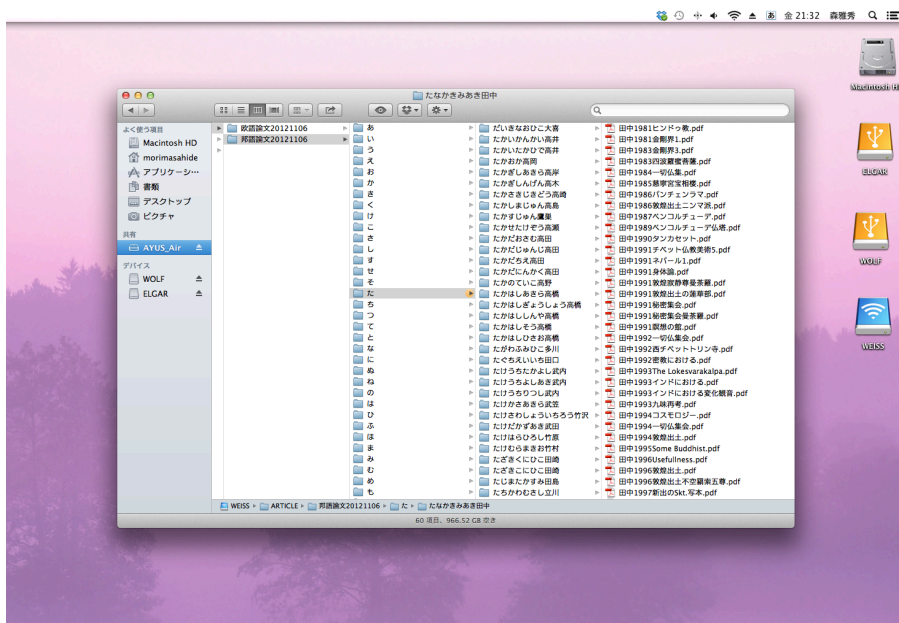 金 21:32 森雅秀
Macintosh H
ELGAR
WOLF
WEISS
たなかきみあき田中
よく使う項目
Macintosh HD
morimasahide
アプリケーシ…
書類
デスクトップ
ピクチャ
共有
AYUS_Air
デバイス
WOLF
ELGAR
欧語論文20121106
邦語論文20121106
あ
い
う
え
お
か
き
く
け
こ
さ
し
す
せ
そ
た
ち
つ
て
と
な
に
ぬ
ね
の
は
ひ
ふ
ほ
ま
み
む
め
も
だいきなおひこ大喜
たかいかんかい高井
たかいたかひで高井
たかおか高岡
たかぎしあきら高岸
たかぎしんげん高木
たかさきじきどう高崎
たかしまじゅん高島
たかすじゅん鷹巣
たかせたけぞう高瀬
たかだおさむ高田
たかだじゅんじ高田
たかだちえ高田
たかだにんかく高田
たかのていこ高野
たかはしあきら高橋
たかはしぎょうしょう高橋
たかはししんや高橋
たかはしそう高橋
たかはしひさお高橋
たがわふみひこ多川
たぐちえいいち田口
たけうちたかよし武内
たけうちよしあき武内
たけうちりつし武内
たけかさあきら武笠
たけさわしょういちろう竹沢
たけだかずあき武田
たけはらひろし竹原
たけむらまきお竹村
たざきくにひこ田崎
たざきこにひこ田崎
たじまたかすみ田島
たちかわむさし立川
田中1981ヒンドゥ教.pdf
田中1981金剛界1.pdf
田中1983金剛界3.pdf
田中1983四波羅蜜菩薩.pdf
田中1984一切仏集.pdf
田中1985慈寧宮宝相楼.pdf
田中1986パンチェンラマ.pdf
田中1986敦煌出土ニンマ派.pdf
田中1987ペンコルチューデ.pdf
田中1989ペンコルチューデ仏塔.pdf
田中1990タンカセット.pdf
田中1991チベット仏教美術5.pdf
田中1991ネパール1.pdf
田中1991身体論.pdf
田中1991敦煌寂静尊曼荼羅.pdf
田中1991敦煌出土の蓮華部.pdf
田中1991秘密集会.pdf
田中1991秘密集会曼荼羅.pdf
田中1991瞑想の館.pdf
田中1992一切仏集会.pdf
田中1992西チベットトリン寺.pdf
田中1992密教における.pdf
田中1993The Lokesvarakalpa.pdf
田中1993インドにおける.pdf
田中1993インドにおける変化観音.pdf
田中1993九味再考.pdf
田中1994コスモロジー.pdf
田中1994一切仏集会.pdf
田中1994敦煌出土.pdf
田中1995Some Buddhist.pdf
田中1996Usefullness.pdf
田中1996敦煌出土.pdf
田中1996敦煌出土不空羂索五尊.pdf
田中1997新出のSkt.写本.pdf
WEISS ▸ ARTICLE ▸ 邦語論文20121106 ▸ た ▸ たなかきみあき田中
60 項目、966.52 GB 空き